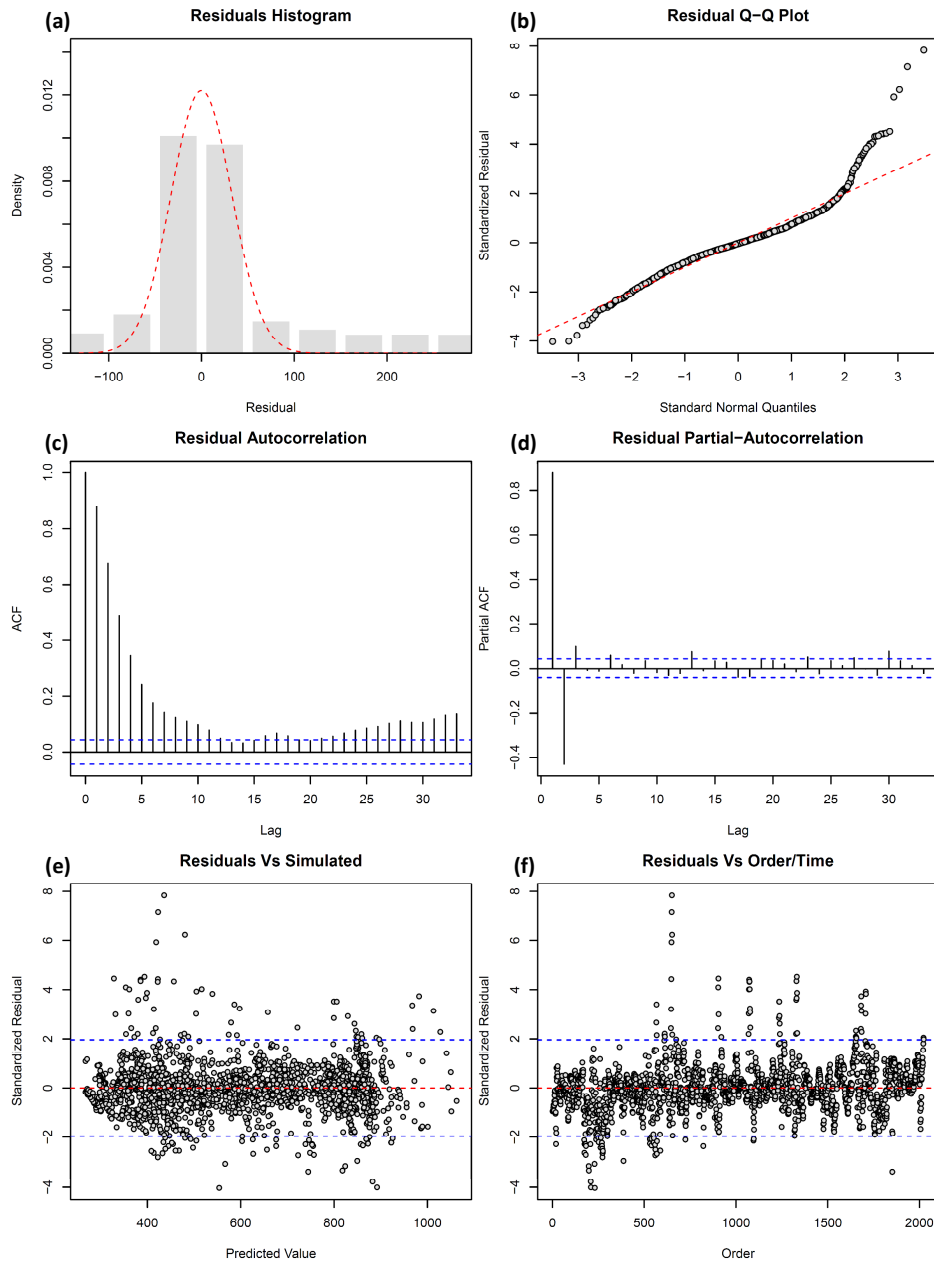 (a) Residuals Histogram
Density
0.000 0.004 0.008 0.012
−100 0 100 200
Residual
(b) Residual Q−Q Plot
Standardized Residual
−4 −2 0 2 4 6 8
−3 −2 −1 0 1 2 3
Standard Normal Quantiles
(c) Residual Autocorrelation
ACF
0.0 0.2 0.4 0.6 0.8 1.0
0 5 10 15 20 25 30
Lag
(d) Residual Partial−Autocorrelation
Partial ACF
−0.4 −0.2 0.0 0.2 0.4 0.6 0.8
0 5 10 15 20 25 30
Lag
(e) Residuals Vs Simulated
Standardized Residual
−4 −2 0 2 4 6 8
400 600 800 1000
Predicted Value
(f) Residuals Vs Order/Time
Standardized Residual
−4 −2 0 2 4 6 8
0 500 1000 1500 2000
Order